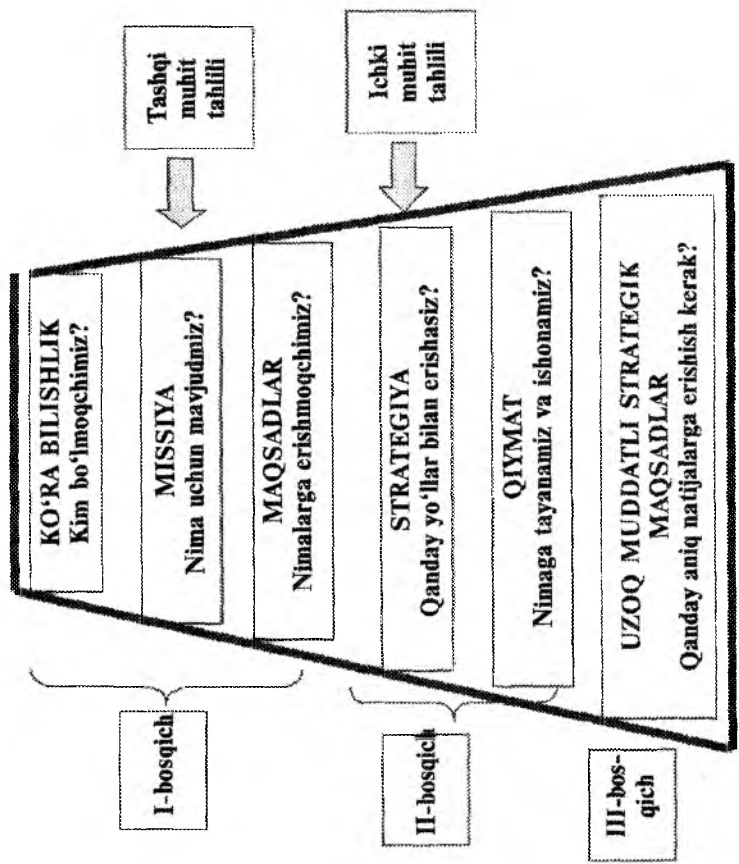 KO‘RA BILISHLIK
Kim bo‘lmoqchimiz?
MISSIYA
Nima uchun mavjudmiz?
MAQSADLAR
Nimalarga erishmoqchimiz?
STRATEGIYA
Qanday yo‘llar bilan erishasiz?
QIYMAT
Nimaga tayanamiz va ishonamiz?
UZOQ MUDDATLI STRATEGIK
MAQSADLAR
Qanday aniq natijalarga erishish kerak?
I-bosqich
II-bosqich
III-bos-
qich
Tashqi
muhit
tahlili
Ichki
muhit
tahlili